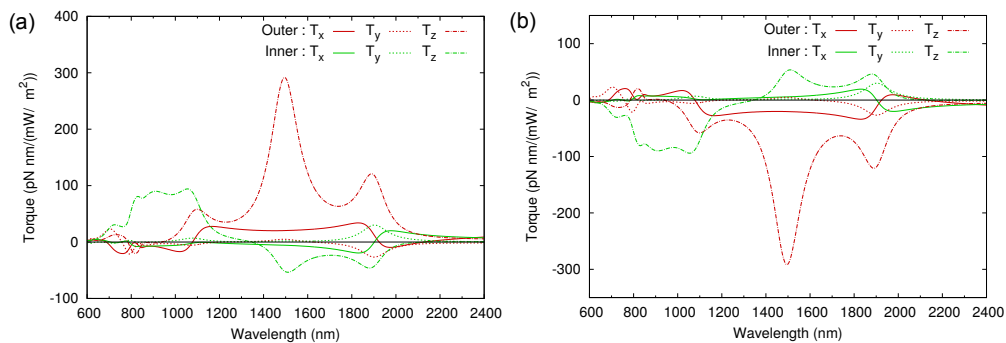 (a)
Outer : Tx Ty Tz
Inner : Tx Ty Tz
400
300
200
100
0
-100
Torque (pN nm/(mW/ m²))
600 800 1000 1200 1400 1600 1800 2000 2200 2400
Wavelength (nm)
(b)
Outer : Tx Ty Tz
Inner : Tx Ty Tz
100
0
-100
-200
-300
Torque (pN nm/(mW/ m²))
600 800 1000 1200 1400 1600 1800 2000 2200 2400
Wavelength (nm)